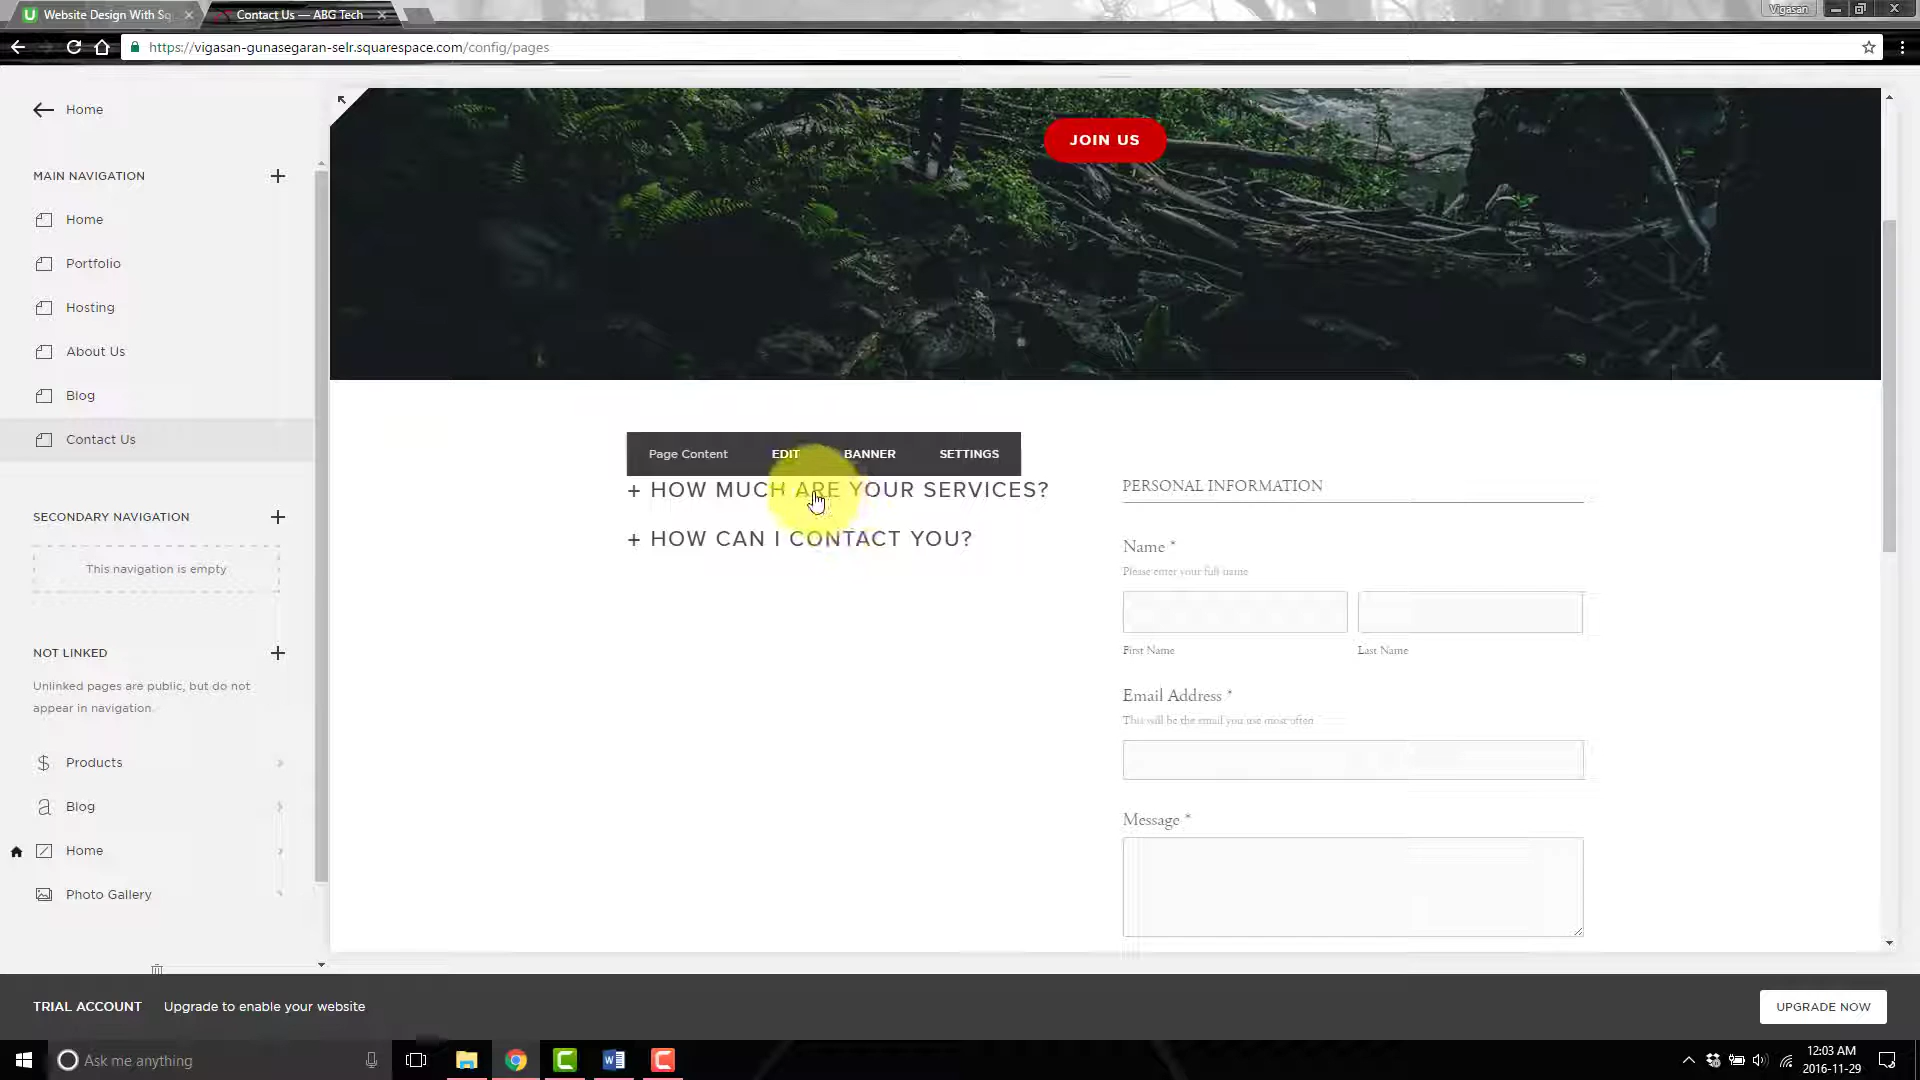 Website Design With Sq
Contact Us — ABG Tech
Vigasan
https://vigasan-gunasegaran-selr.squarespace.com/config/pages
Home
MAIN NAVIGATION
Home
Portfolio
Hosting
About Us
Blog
Contact Us
SECONDARY NAVIGATION
This navigation is empty
NOT LINKED
Unlinked pages are public, but do not
appear in navigation.
Products
Blog
Home
Photo Gallery
JOIN US
Page Content EDIT BANNER SETTINGS
+ HOW MUCH ARE YOUR SERVICES?
+ HOW CAN I CONTACT YOU?
PERSONAL INFORMATION
Name *
Please enter your full name
First Name Last Name
Email Address *
This will be the email you use most often
Message *
TRIAL ACCOUNT Upgrade to enable your website
UPGRADE NOW
Ask me anything
12:03 AM
2016-11-29